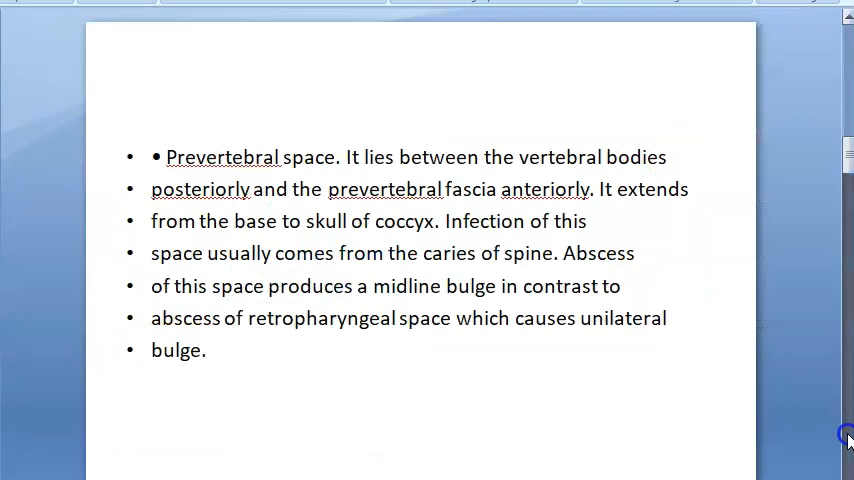 • • Prevertebral space. It lies between the vertebral bodies
• posteriorly and the prevertebral fascia anteriorly. It extends
• from the base to skull of coccyx. Infection of this
• space usually comes from the caries of spine. Abscess
• of this space produces a midline bulge in contrast to
• abscess of retropharyngeal space which causes unilateral
• bulge.